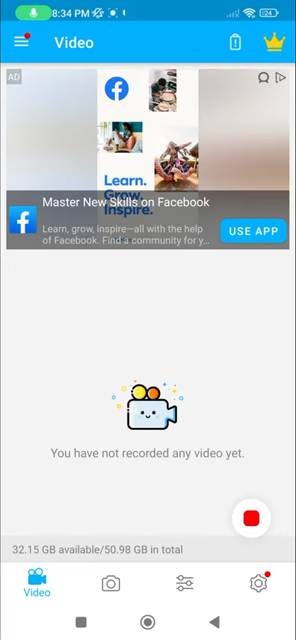 8:34 PM
24
Video
AD
Learn.
Grow.
Inspire.
Master New Skills on Facebook
Learn, grow, inspire—all with the help
of Facebook. Find a community for y...
USE APP
You have not recorded any video yet.
32.15 GB available/50.98 GB in total
Video